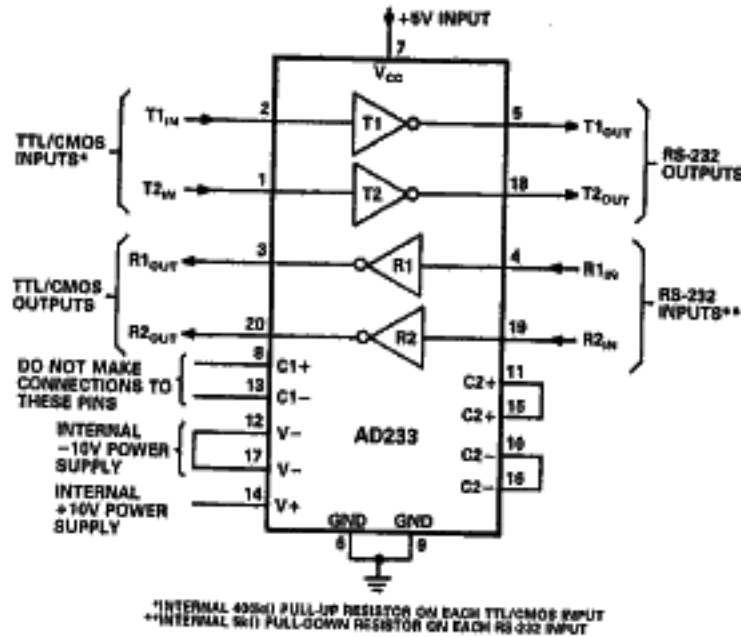 +5V INPUT
7
VCC
TTL/CMOS
INPUTS*
T1IN
2
T1
5
T1OUT
RS-232
OUTPUTS
T2IN
1
T2
18
T2OUT
TTL/CMOS
OUTPUTS
R1OUT
3
R1
4
R1IN
RS-232
INPUTS**
R2OUT
20
R2
19
R2IN
DO NOT MAKE
CONNECTIONS TO
THESE PINS
8
C1+
13
C1-
11
C2+
15
C2+
INTERNAL
-10V POWER
SUPPLY
12
V-
17
V-
AD233
10
C2-
16
C2-
INTERNAL
+10V POWER
SUPPLY
14
V+
GND
GND
6
9
*INTERNAL 400kΩ PULL-UP RESISTOR ON EACH TTL/CMOS INPUT
**INTERNAL 5kΩ PULL-DOWN RESISTOR ON EACH RS-232 INPUT